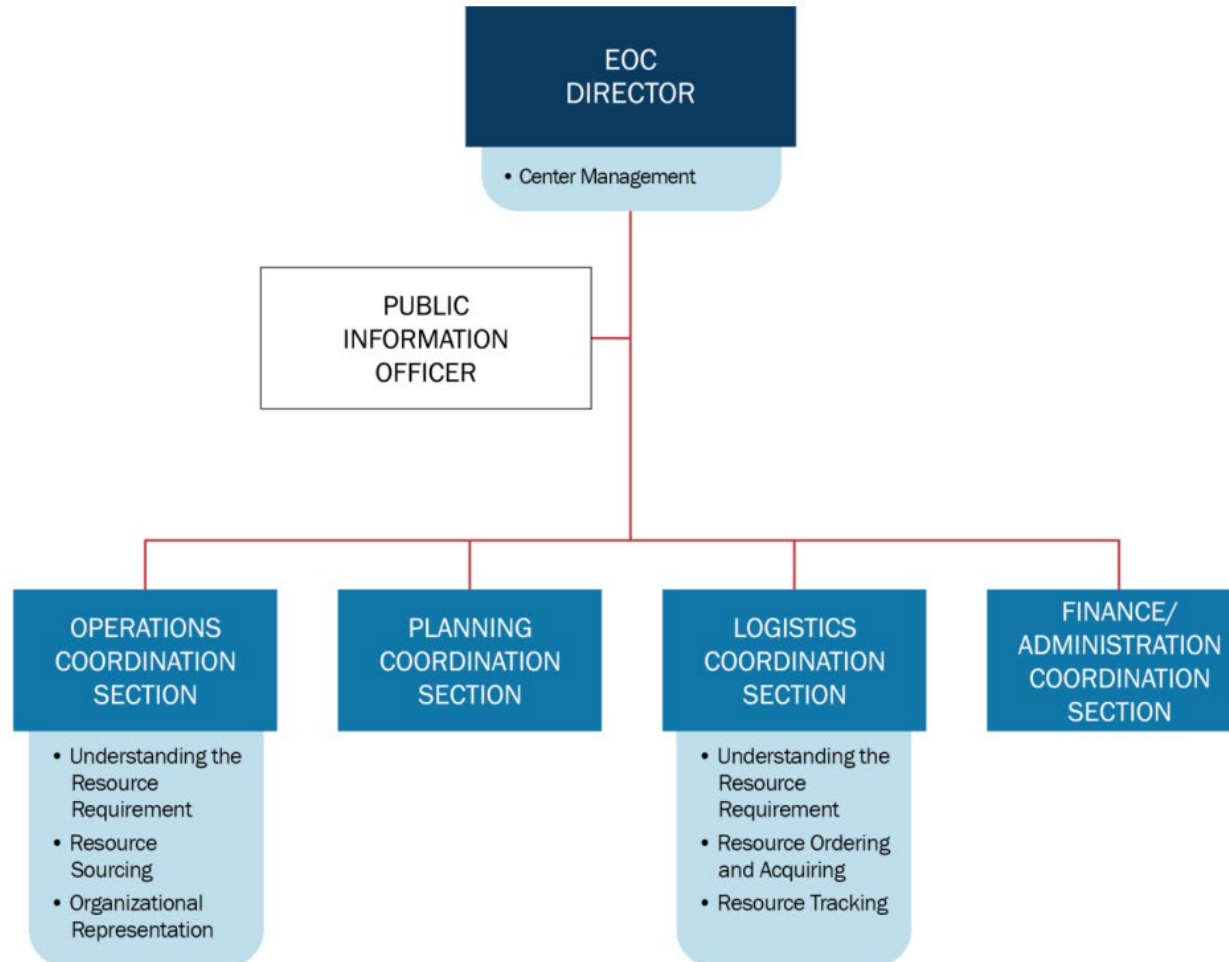 EOC
DIRECTOR
• Center Management
PUBLIC
INFORMATION
OFFICER
OPERATIONS
COORDINATION
SECTION
• Understanding the
Resource
Requirement
• Resource
Sourcing
• Organizational
Representation
PLANNING
COORDINATION
SECTION
LOGISTICS
COORDINATION
SECTION
• Understanding the
Resource
Requirement
• Resource Ordering
and Acquiring
• Resource Tracking
FINANCE/
ADMINISTRATION
COORDINATION
SECTION